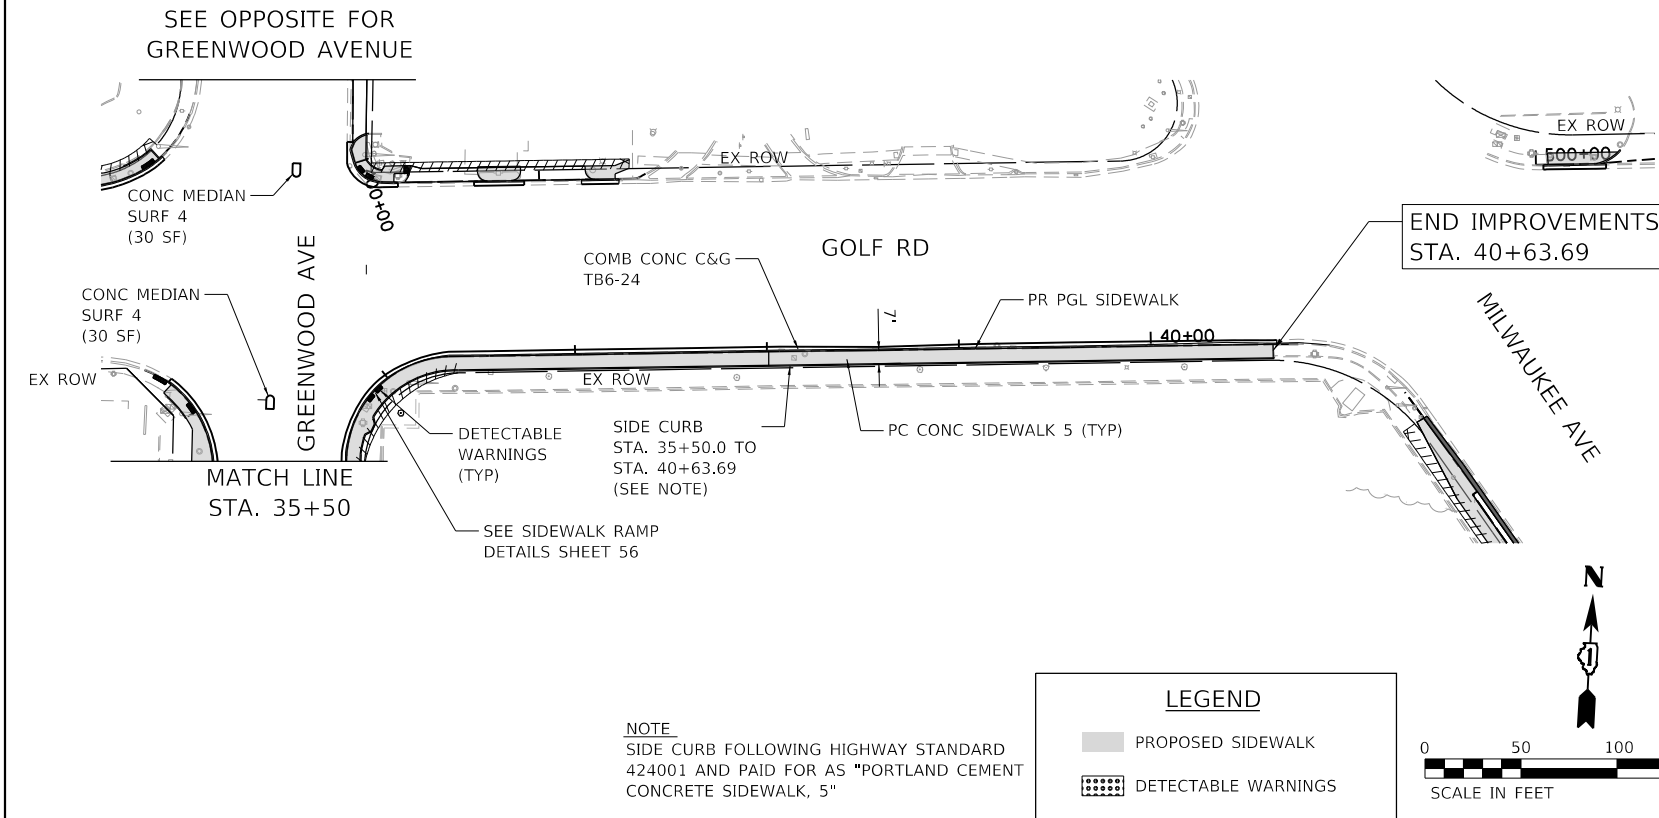 SEE OPPOSITE FOR
GREENWOOD AVENUE
EX ROW
EX ROW
500+00
CONC MEDIAN
SURF 4
(30 SF)
0+00
END IMPROVEMENTS
STA. 40+63.69
GOLF RD
COMB CONC C&G
TB6-24
GREENWOOD AVE
CONC MEDIAN
SURF 4
(30 SF)
PR PGL SIDEWALK
7'
40+00
MILWAUKEE AVE
EX ROW
EX ROW
DETECTABLE
WARNINGS
(TYP)
SIDE CURB
STA. 35+50.0 TO
STA. 40+63.69
(SEE NOTE)
PC CONC SIDEWALK 5 (TYP)
MATCH LINE
STA. 35+50
SEE SIDEWALK RAMP
DETAILS SHEET 56
N
1
NOTE
SIDE CURB FOLLOWING HIGHWAY STANDARD
424001 AND PAID FOR AS "PORTLAND CEMENT
CONCRETE SIDEWALK, 5"
LEGEND
PROPOSED SIDEWALK
DETECTABLE WARNINGS
0 50 100
SCALE IN FEET